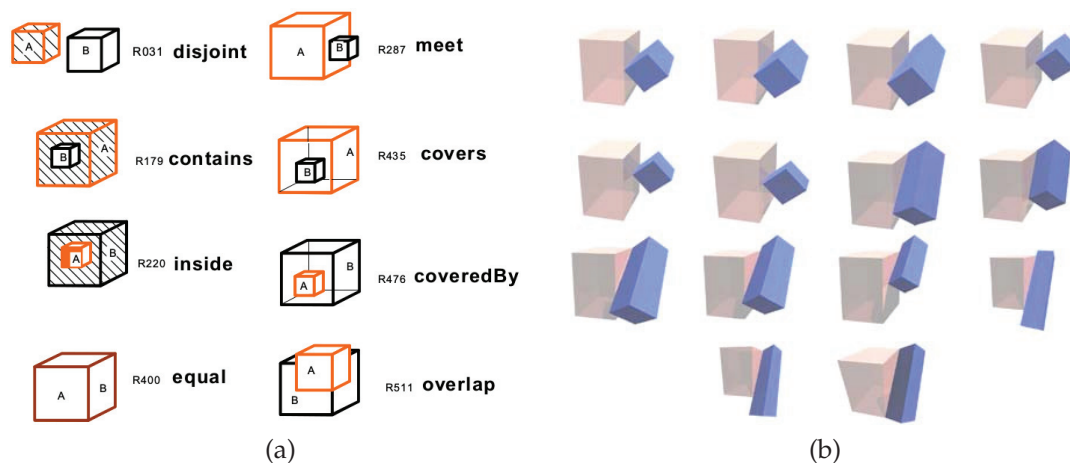 A B R031 disjoint
A B R287 meet
B A R179 contains
A B R435 covers
A B R220 inside
A B R476 coveredBy
A B R400 equal
A B R511 overlap
(a) (b)